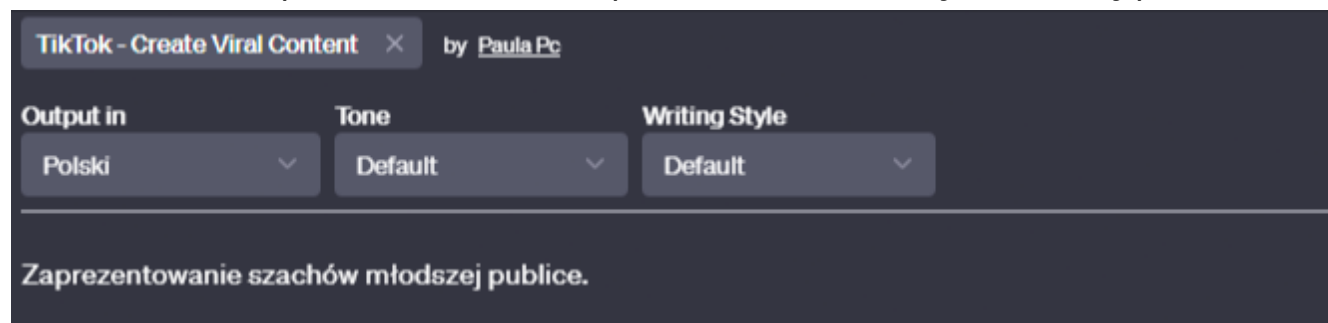 TikTok - Create Viral Content × by Paula Pc
Output in Tone Writing Style
Polski Default Default
Zaprezentowanie szachów młodszej publice.